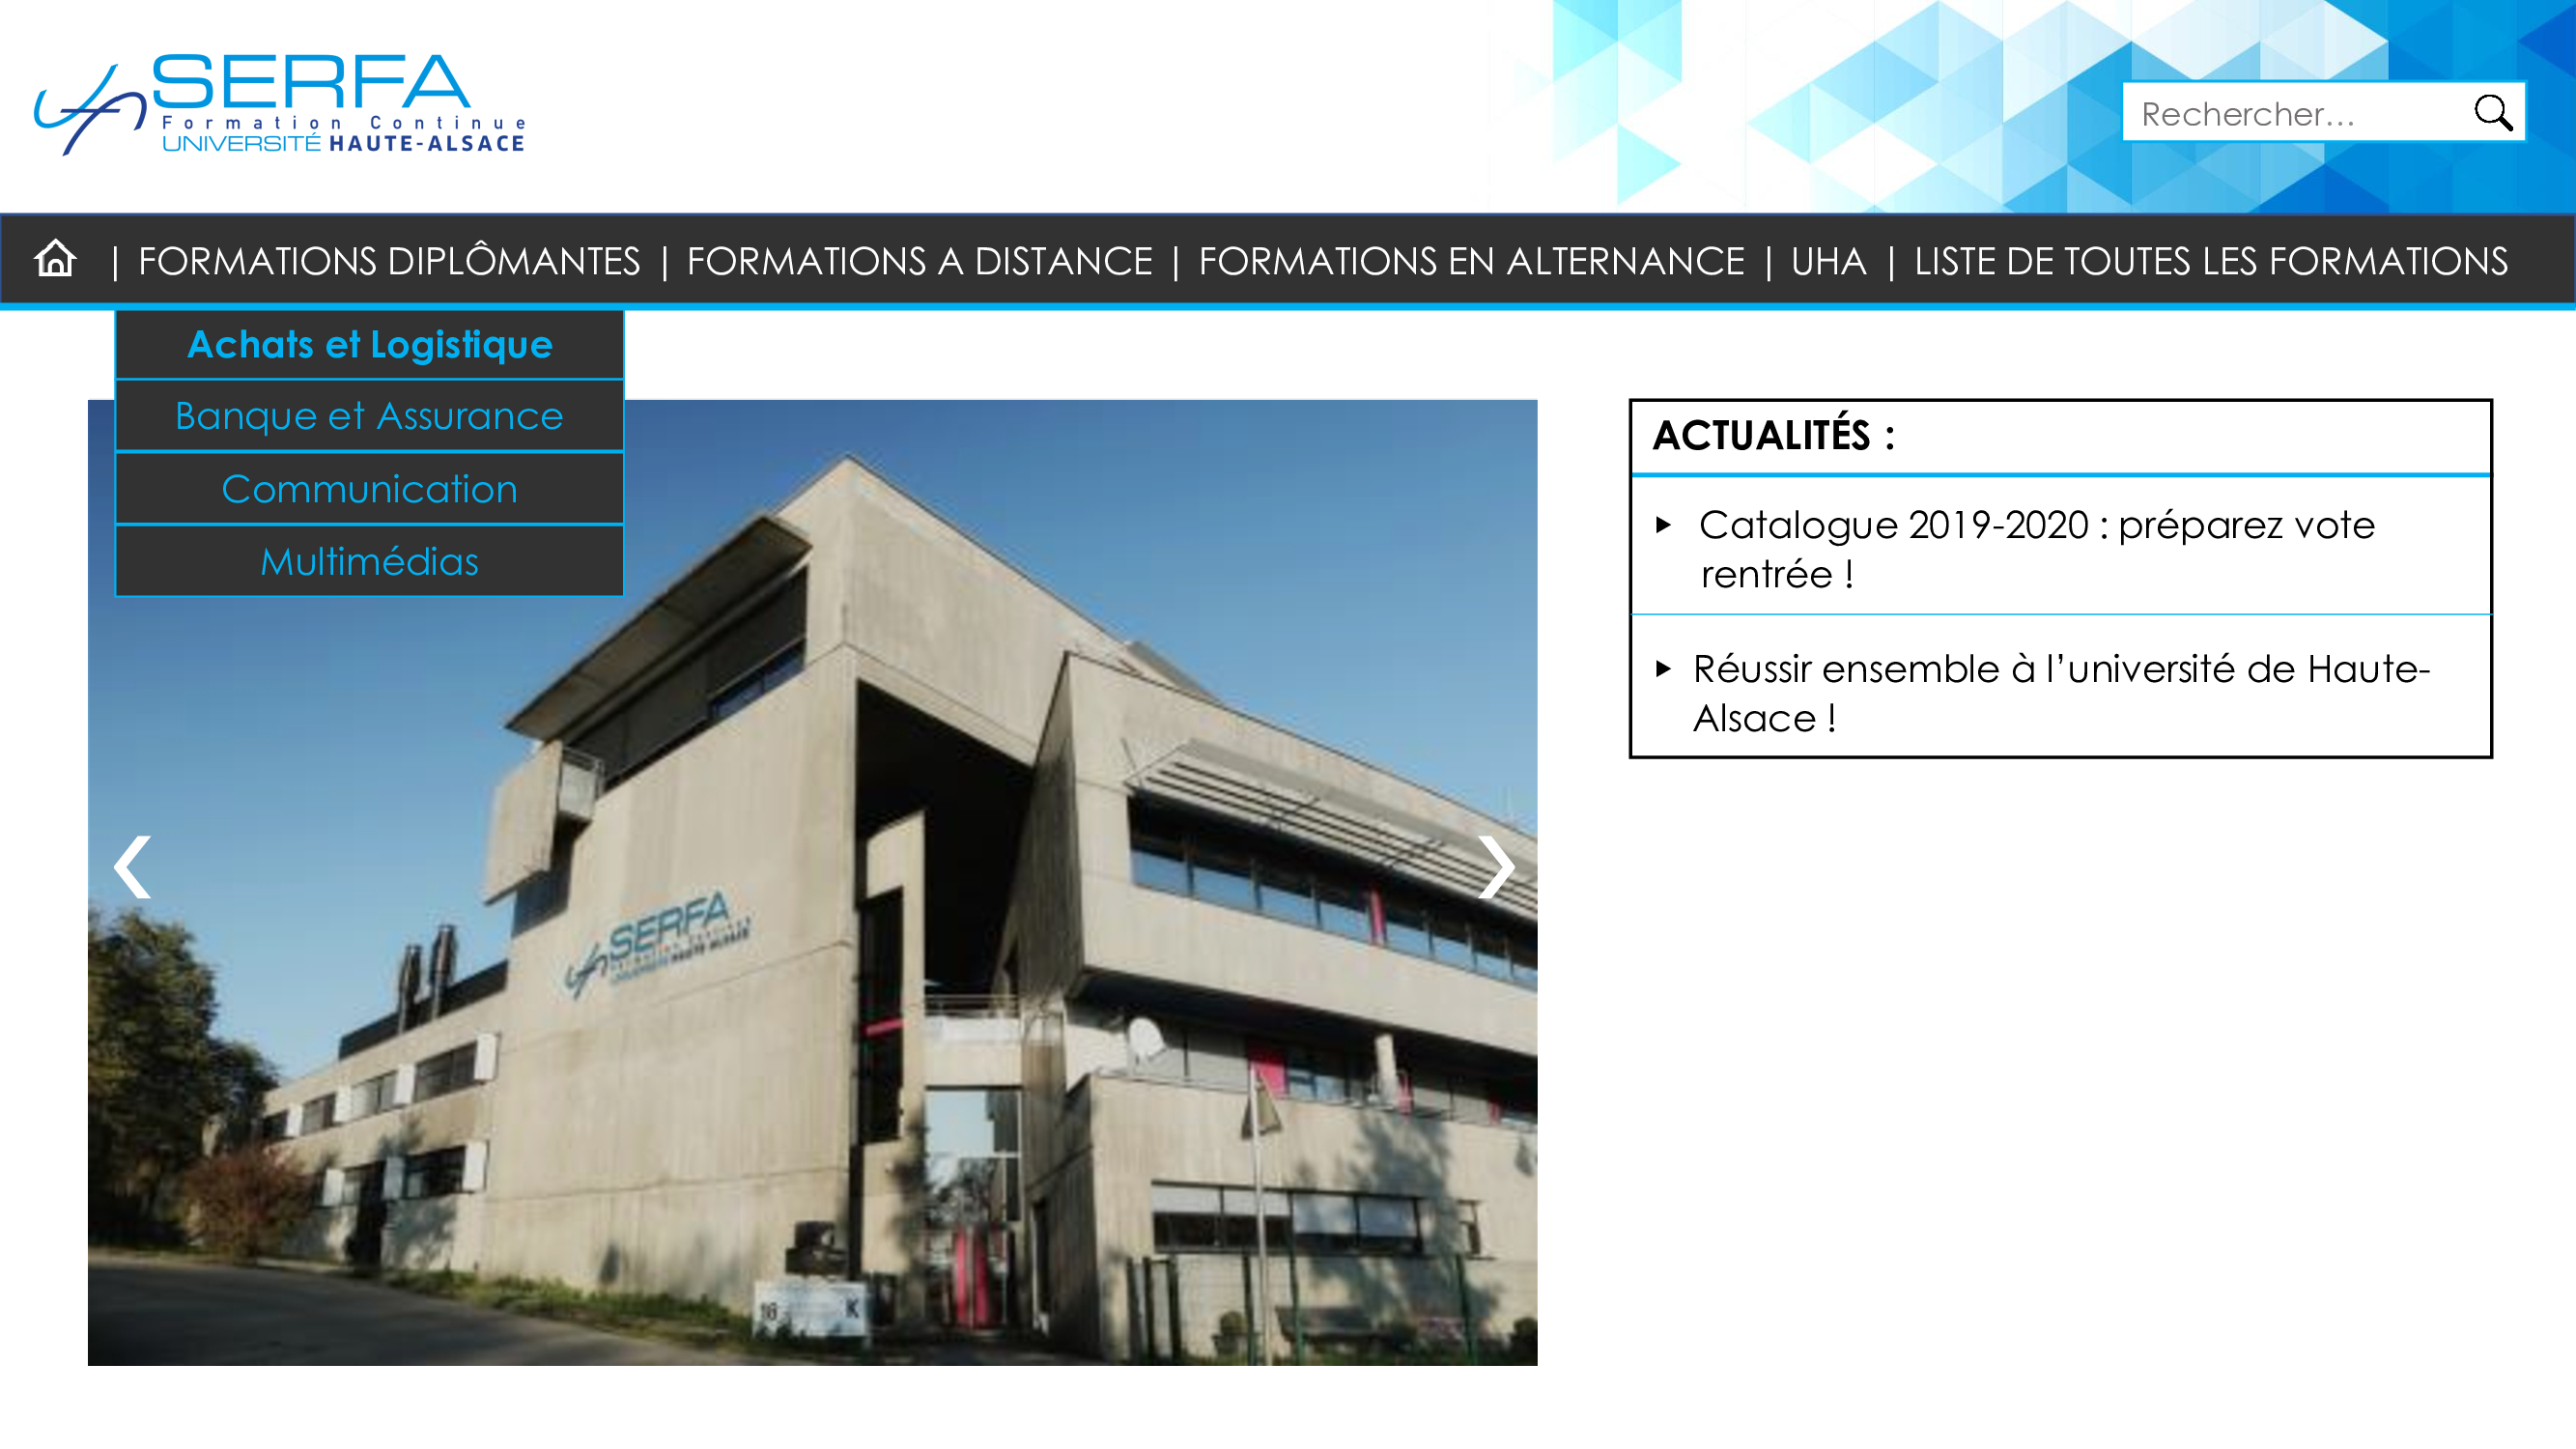 SERFA
Formation Continue
UNIVERSITÉ HAUTE-ALSACE
Rechercher...
| FORMATIONS DIPLÔMANTES | FORMATIONS A DISTANCE | FORMATIONS EN ALTERNANCE | UHA | LISTE DE TOUTES LES FORMATIONS
Achats et Logistique
Banque et Assurance
Communication
Multimédias
ACTUALITÉS :
Catalogue 2019-2020 : préparez vote
rentrée !
Réussir ensemble à l’université de Haute-
Alsace !
SERFA
16 K